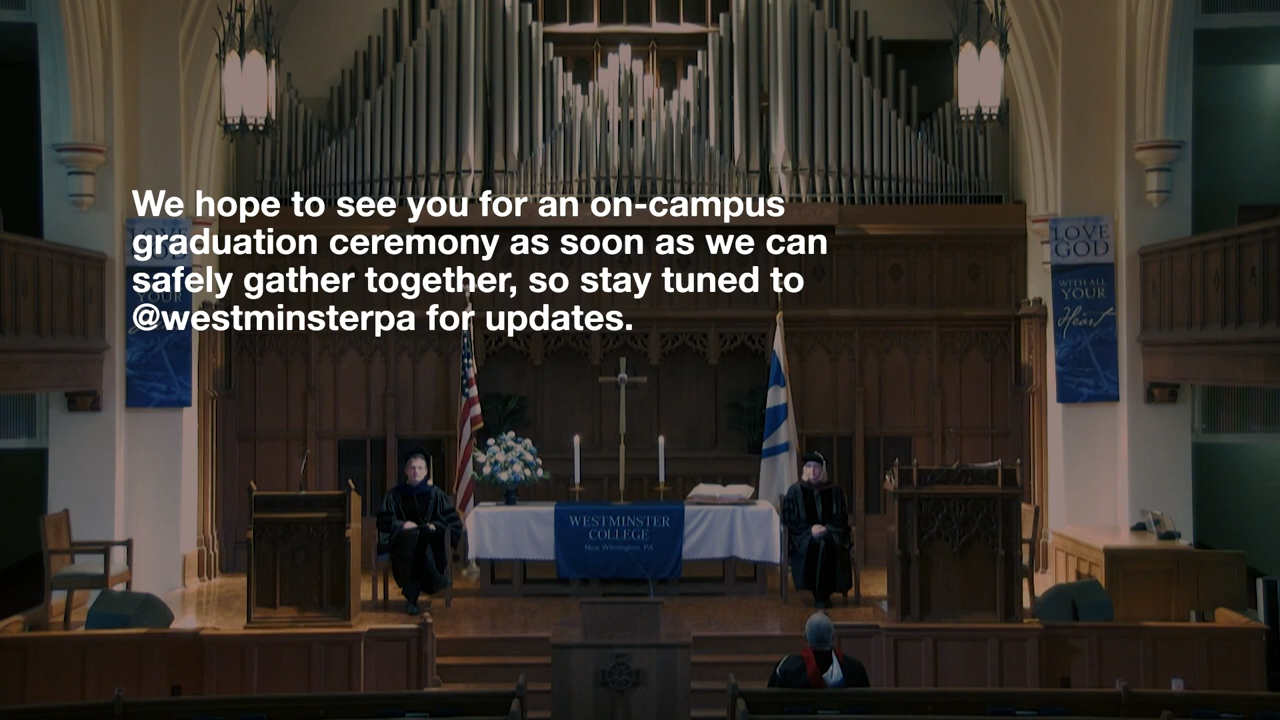 We hope to see you for an on-campus
graduation ceremony as soon as we can
safely gather together, so stay tuned to
@westminsterpa for updates.
LOVE
GOD
WITH ALL
YOUR
Heart
YOUR
WESTMINSTER
COLLEGE
New Wilmington, PA